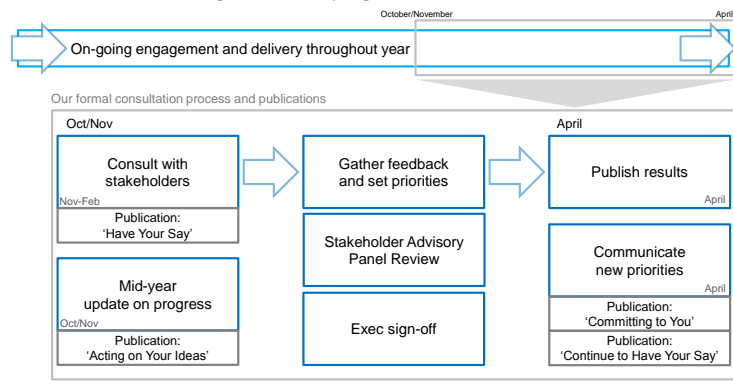 October/November
April
On-going engagement and delivery throughout year
Our formal consultation process and publications
Oct/Nov
April
Consult with
stakeholders
Nov-Feb
Publication:
‘Have Your Say’
Mid-year
update on progress
Oct/Nov
Publication:
‘Acting on Your Ideas’
Gather feedback
and set priorities
Stakeholder Advisory
Panel Review
Exec sign-off
Publish results
April
Communicate
new priorities
April
Publication:
‘Committing to You’
Publication:
‘Continue to Have Your Say’